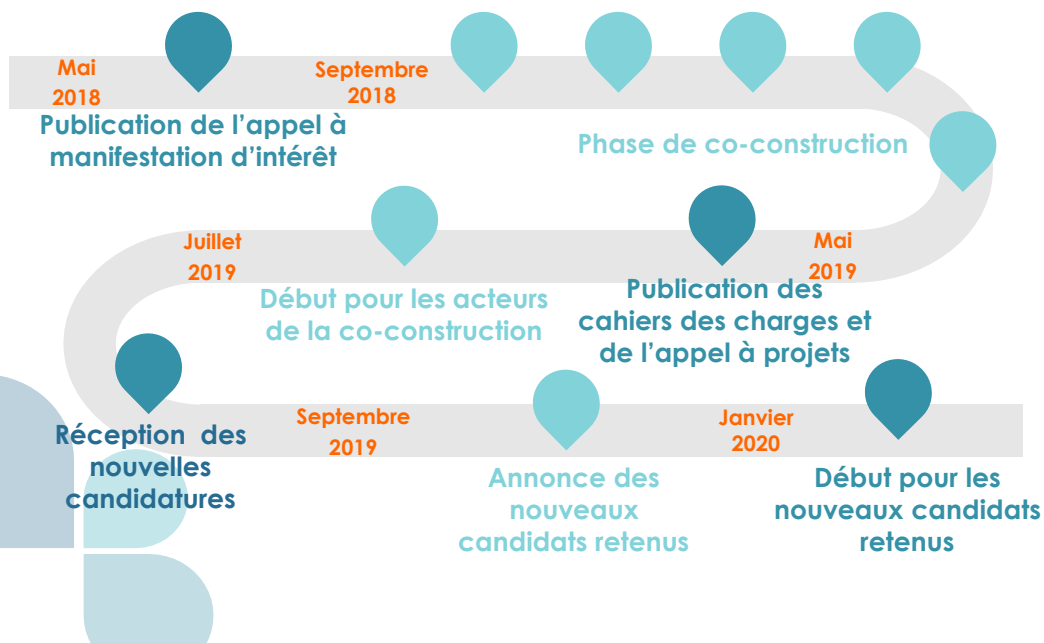 Mai
2018
Publication de l’appel à
manifestation d’intérêt
Septembre
2018
Phase de co-construction
Mai
2019
Publication des
cahiers des charges et
de l’appel à projets
Juillet
2019
Début pour les acteurs
de la co-construction
Réception des
nouvelles
candidatures
Septembre
2019
Annonce des
nouveaux
candidats retenus
Janvier
2020
Début pour les
nouveaux candidats
retenus